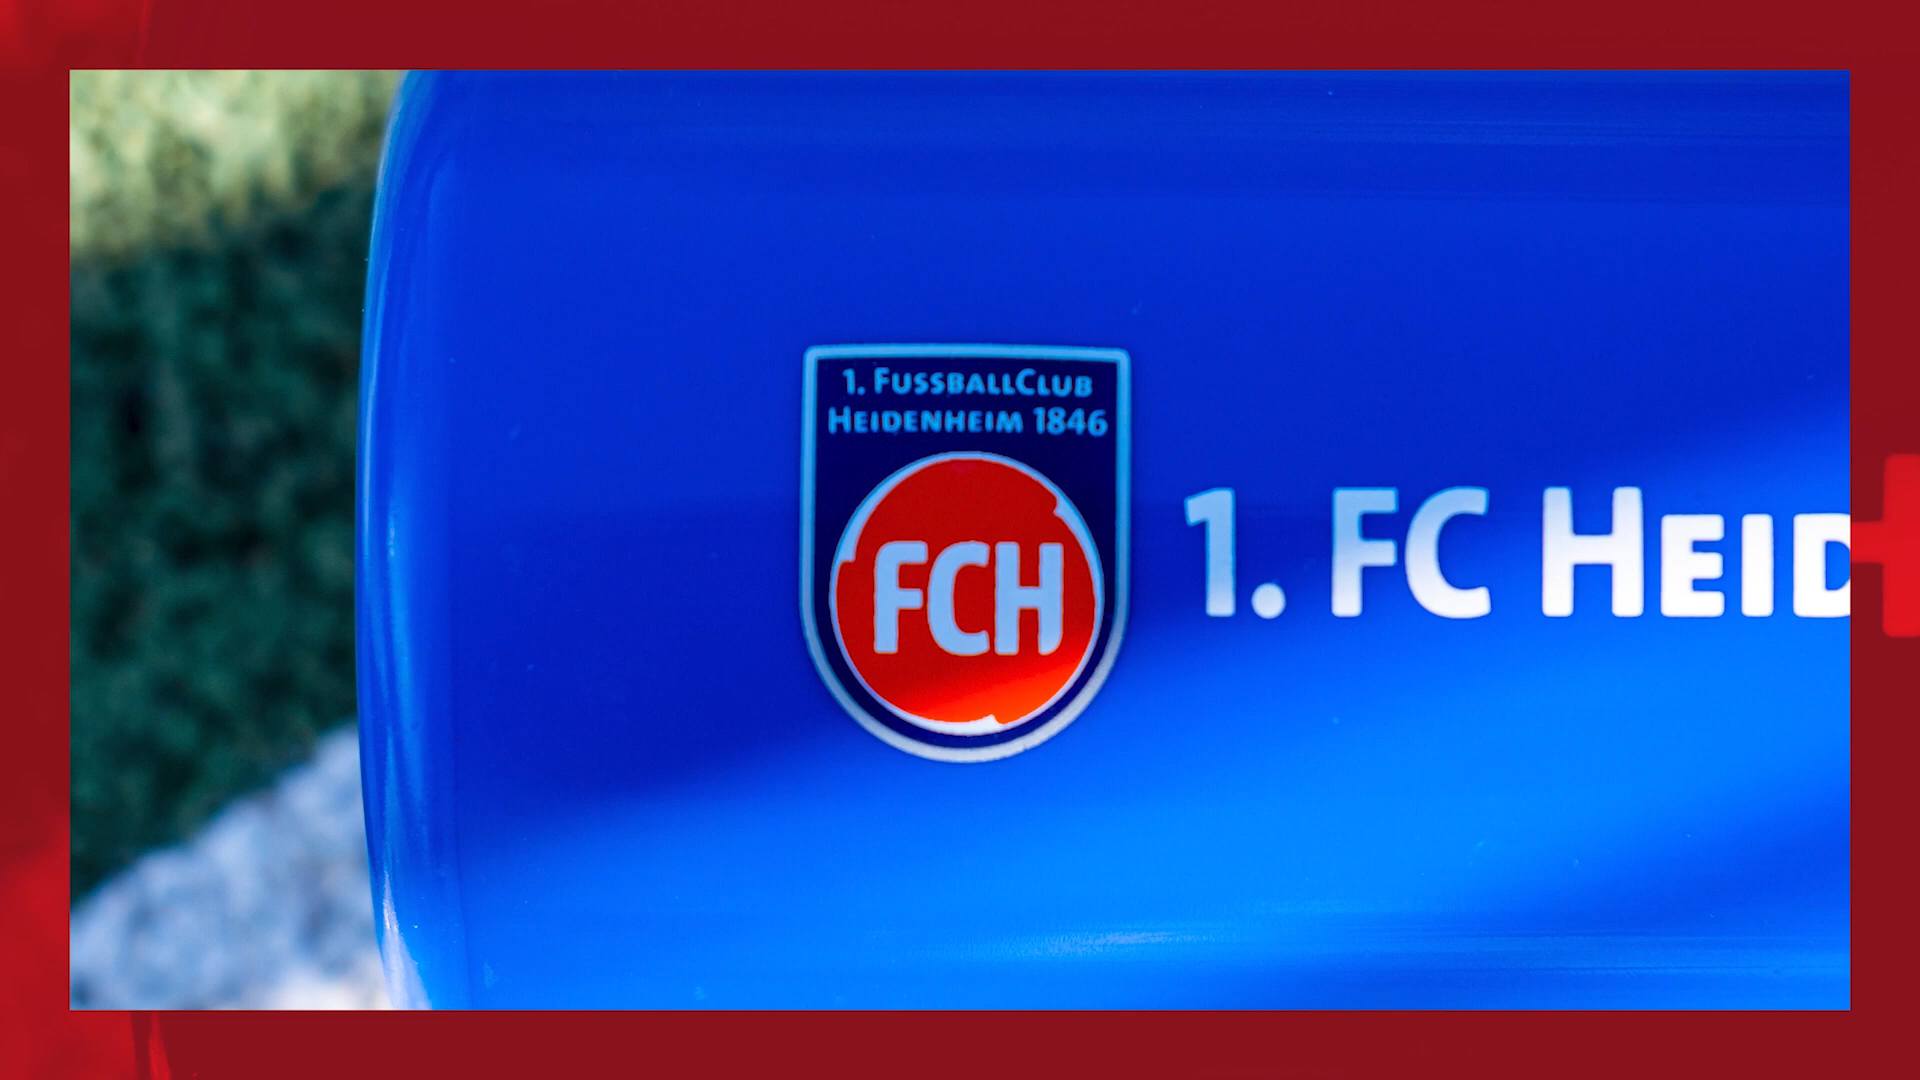 1. FUSSBALLCLUB
HEIDENHEIM 1846
FCH
1. FC HEID